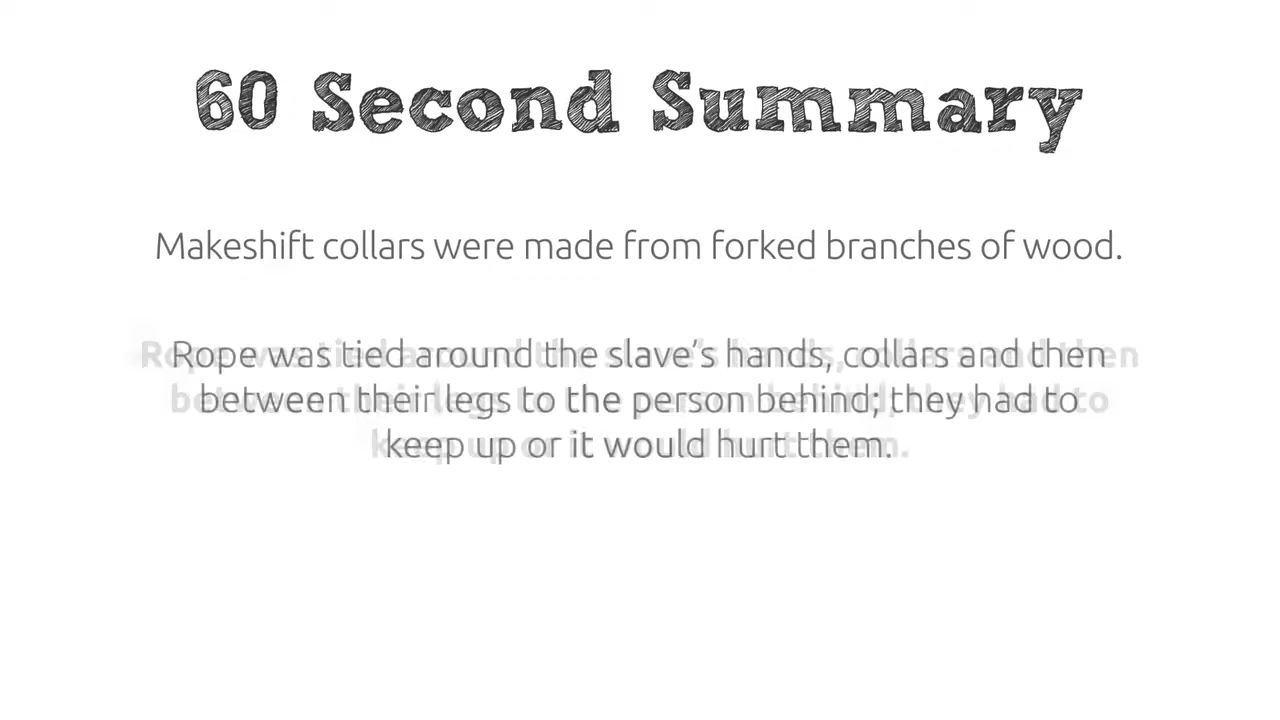 60 Second Summary
Makeshift collars were made from forked branches of wood.
Rope was tied around the slave's hands, collars and then
between their legs to the person behind; they had to
keep up or it would hurt them.